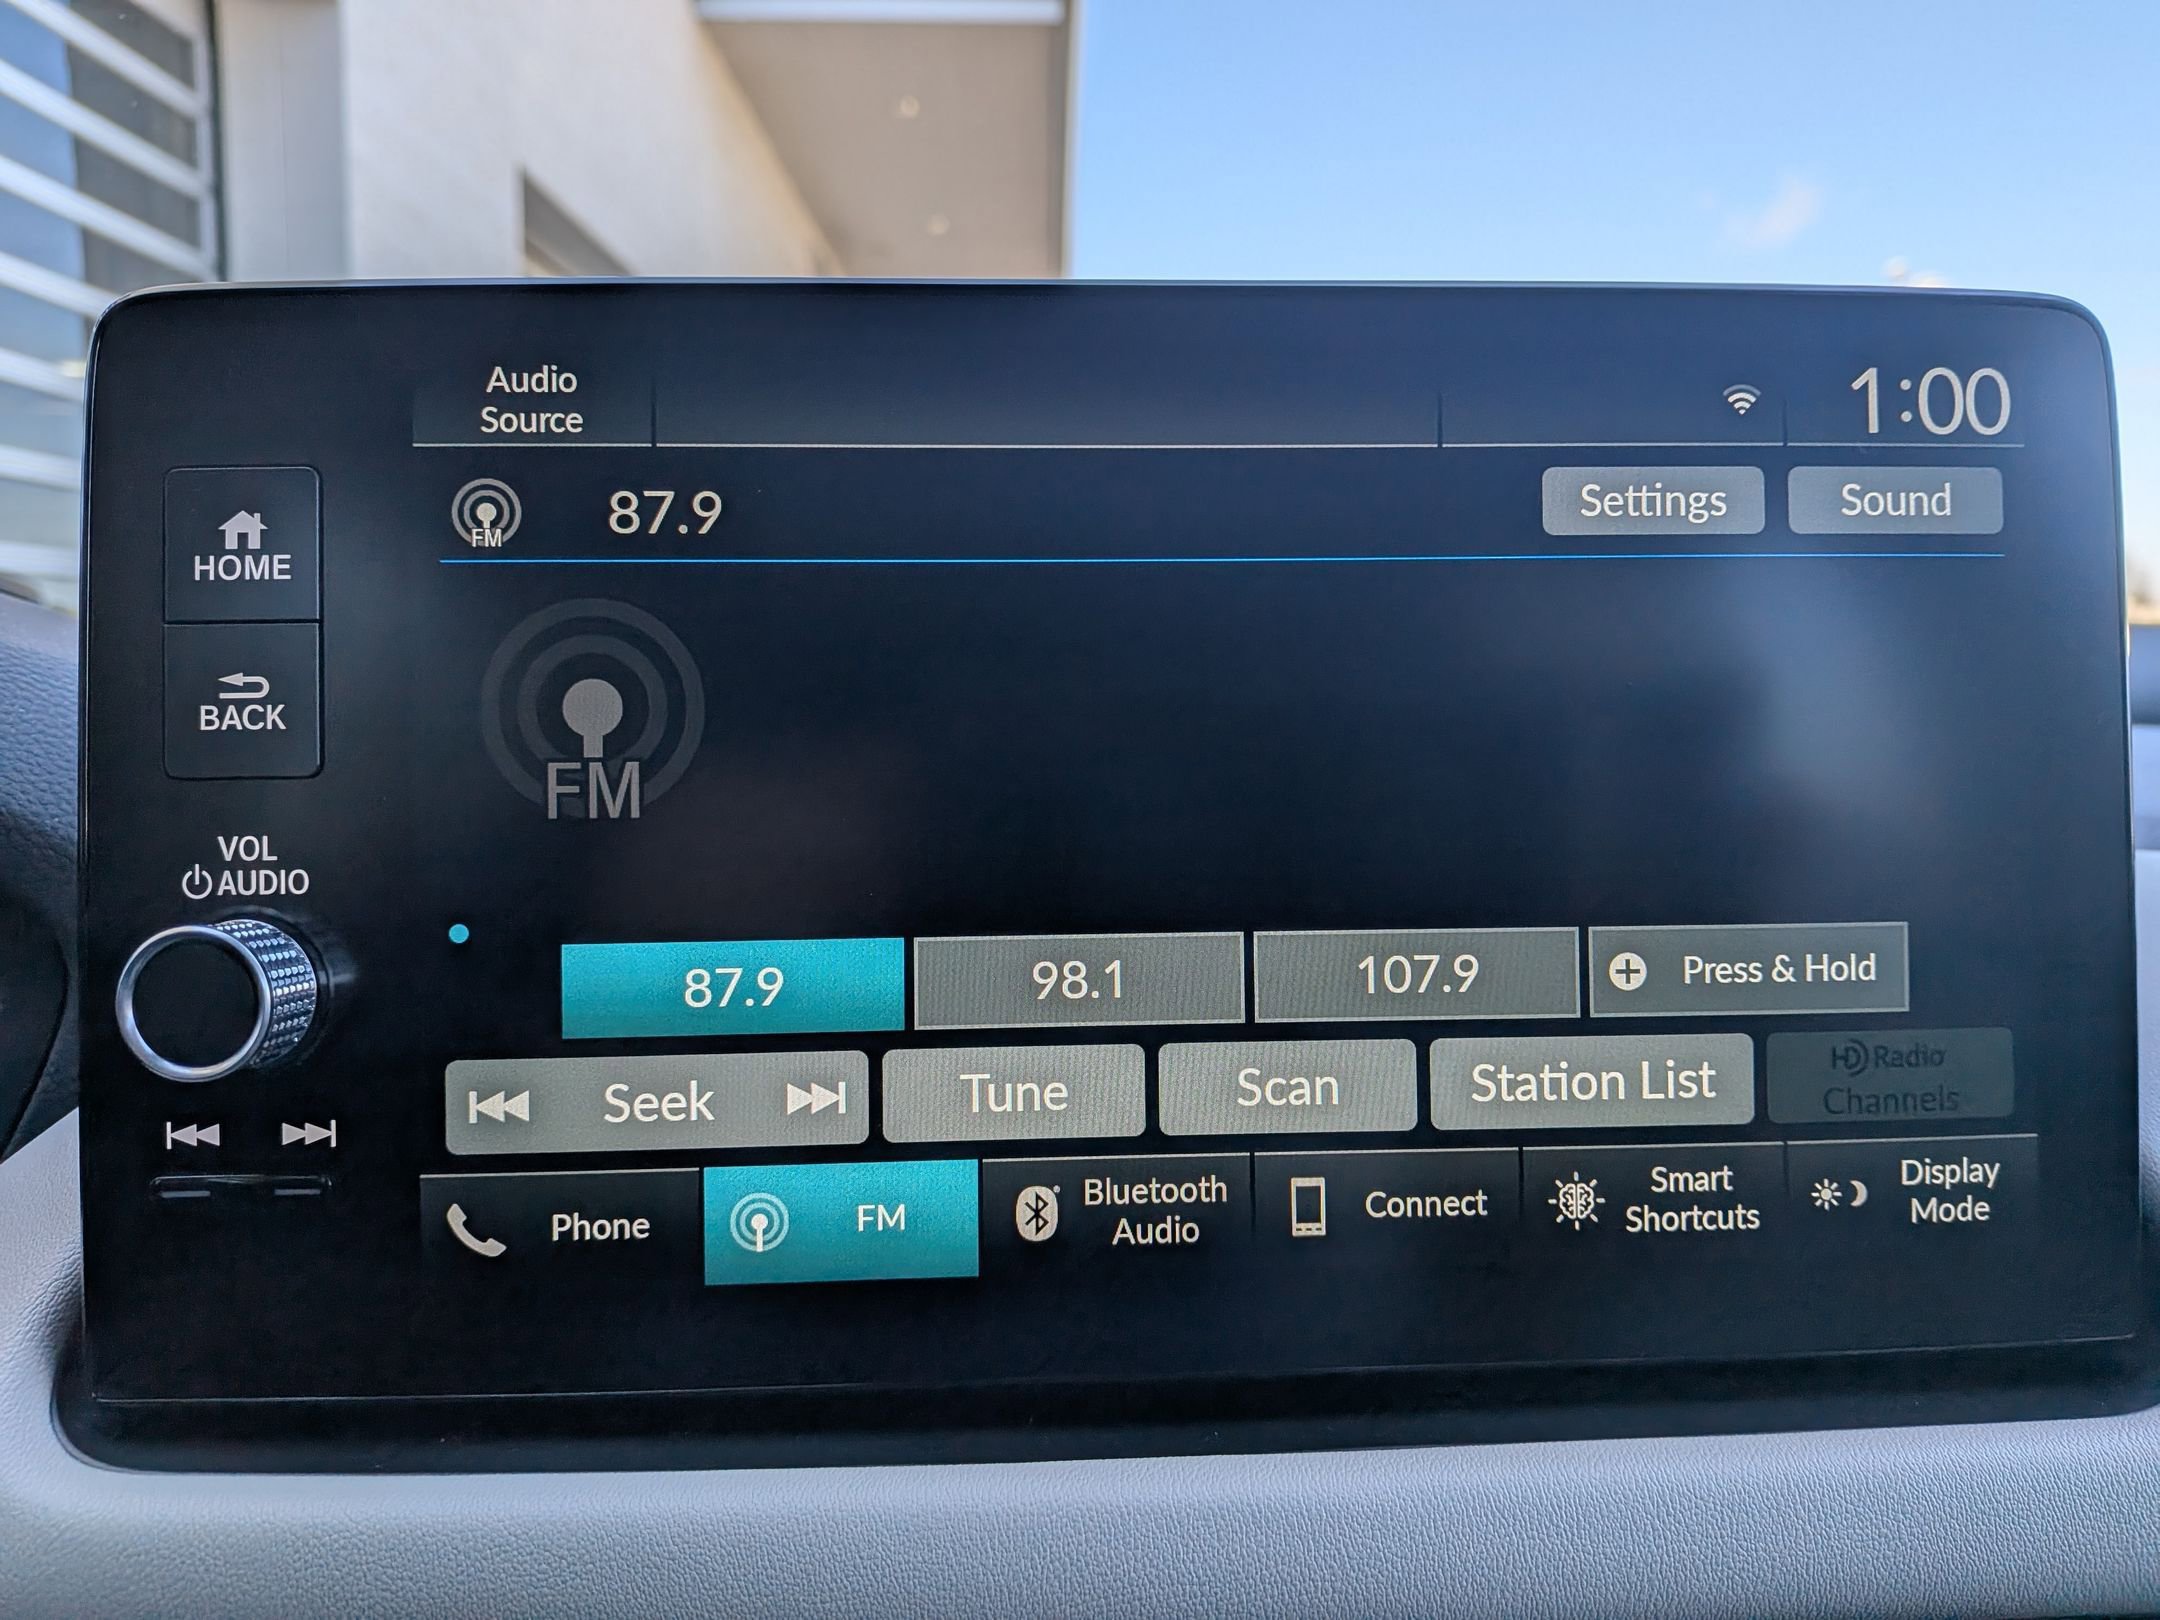 Audio
Source
1:00
FM
87.9
Settings
Sound
HOME
BACK
FM
VOL
AUDIO
87.9
98.1
107.9
Press & Hold
Seek
Tune
Scan
Station List
HD Radio
Channels
Phone
FM
Bluetooth
Audio
Connect
Smart
Shortcuts
Display
Mode